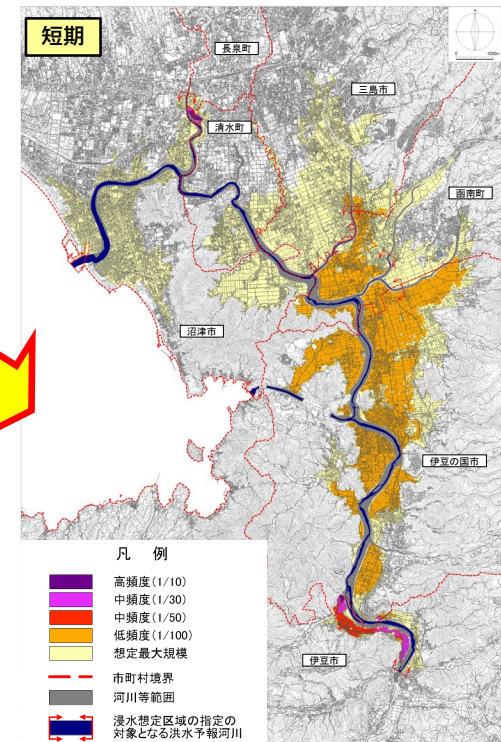 短期
長泉町
三島市
清水町
函南町
沼津市
伊豆の国市
伊豆市
凡 例
高頻度(1/10)
中頻度(1/30)
中頻度(1/50)
低頻度(1/100)
想定最大規模
市町村境界
河川等範囲
浸水想定区域の指定の
対象となる洪水予報河川